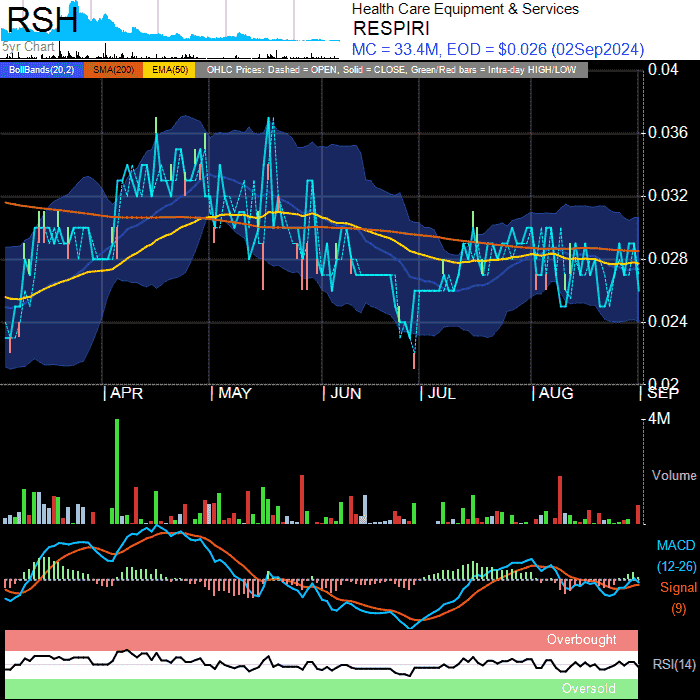 RSH
5yr Chart
Health Care Equipment & Services
RESPIRI
MC = 33.4M, EOD = $0.026 (02Sep2024)
BollBands(20,2) SMA(200) EMA(50) OHLC Prices: Dashed = OPEN, Solid = CLOSE, Green/Red bars = Intra-day HIGH/LOW
0.04
0.036
0.032
0.028
0.024
0.02
APR MAY JUN JUL AUG SEP
4M
Volume
MACD
(12-26)
Signal
(9)
Overbought
RSI(14)
Oversold